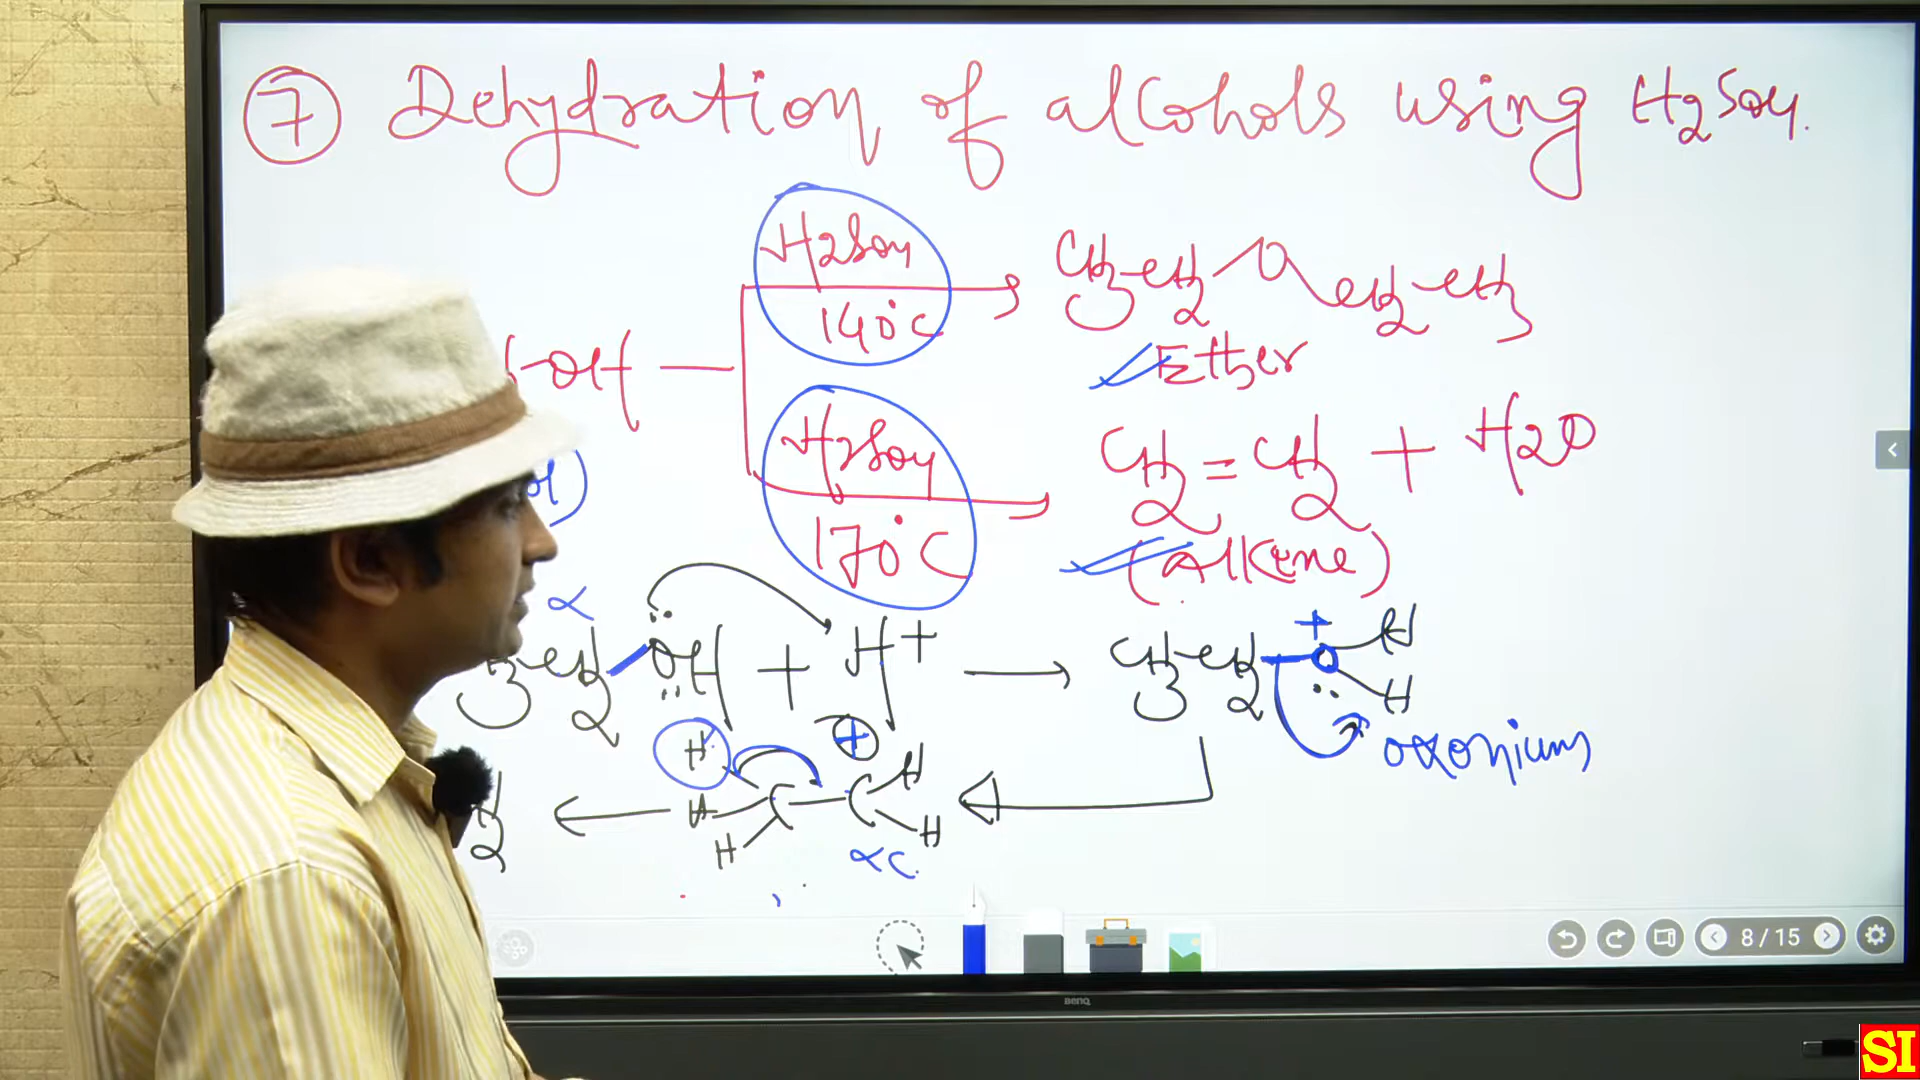 7 Dehydration of alcohols using H2SO4.
H2SO4
140°C
CH3-CH2-O-CH2-CH3
Ether
-OH
H2SO4
170°C
CH2=CH2 + H2O
(Alkene)
α
CH2-OH + H+ → CH3-CH2-O H
+
H
oxonium
H
+
H
H
C-C
H
H
αC
8/15
BenQ
SI